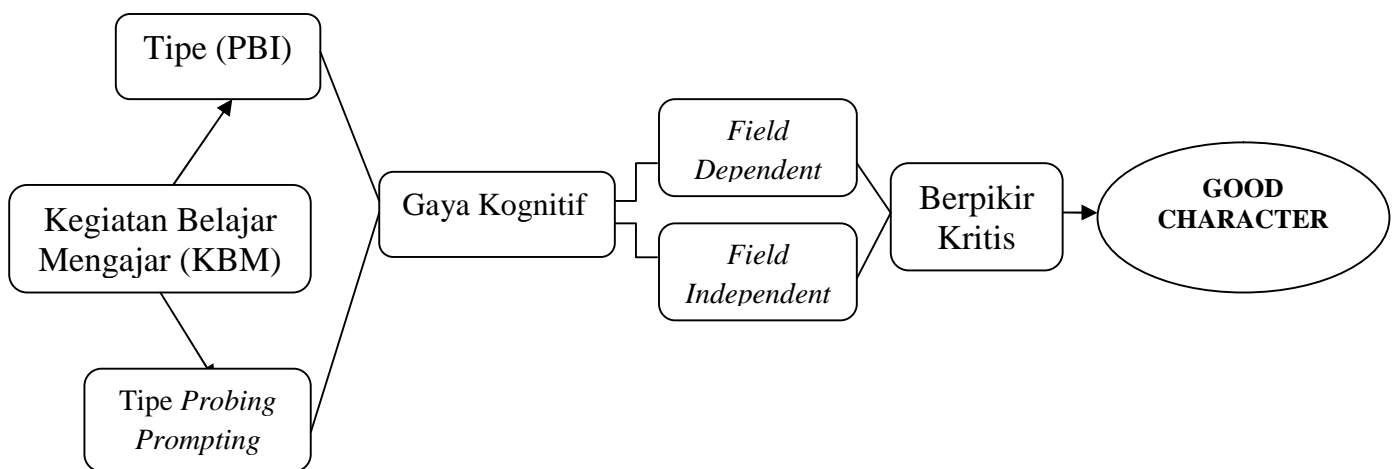 Tipe (PBI)
Kegiatan Belajar
Mengajar (KBM)
Tipe Probing
Prompting
Gaya Kognitif
Field
Dependent
Field
Independent
Berpikir
Kritis
GOOD
CHARACTER